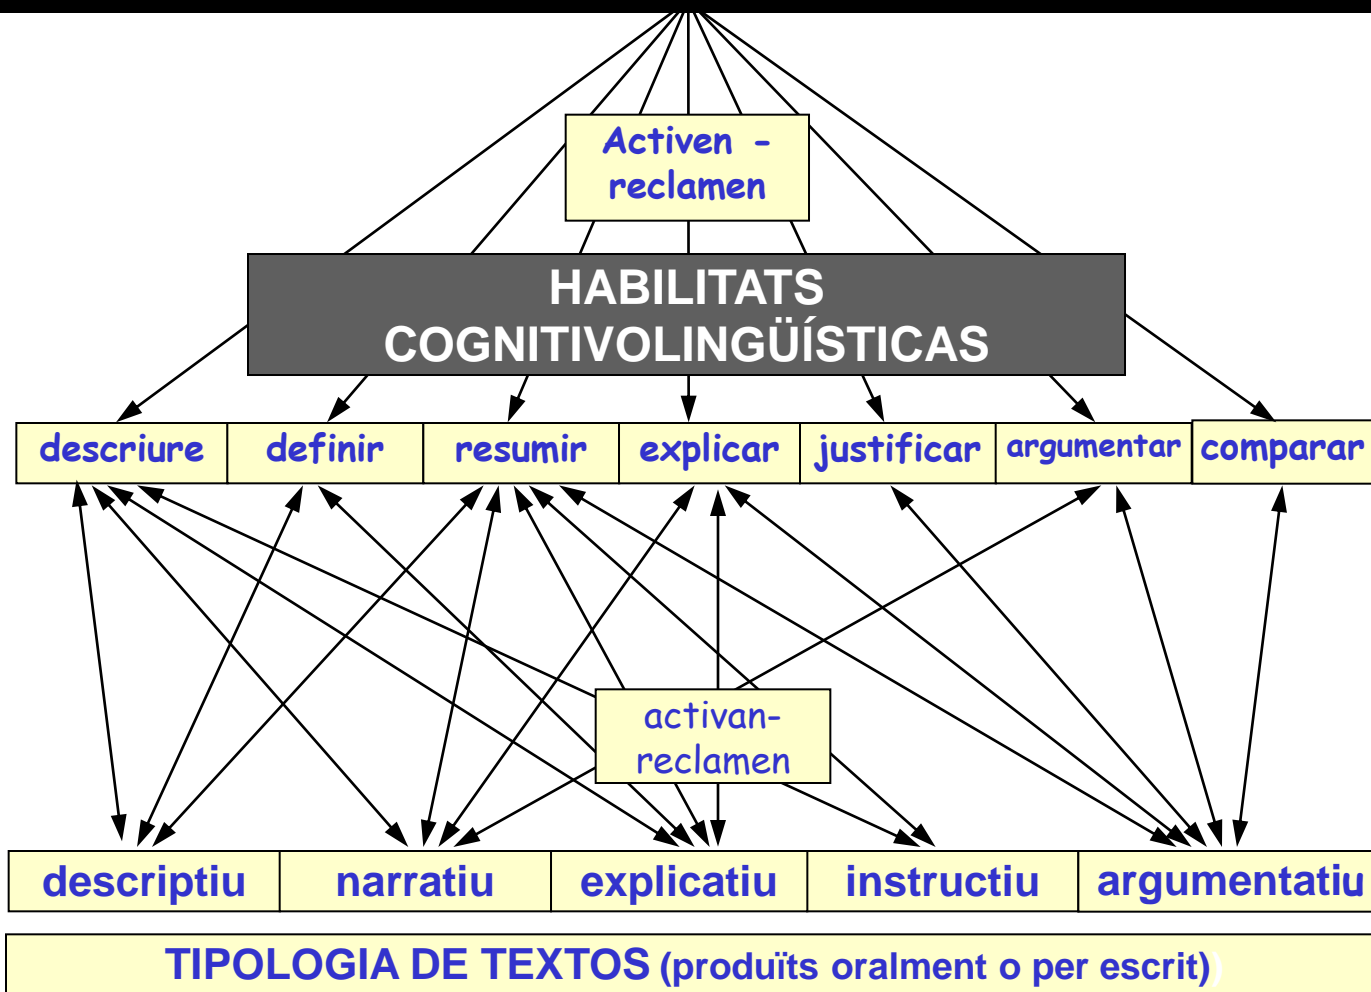 Activen -
reclamen
HABILITATS
COGNITIVOLINGÜÍSTICAS
descriure definir resumir explicar justificar argumentar comparar
activan-
reclamen
descriptiu narratiu explicatiu instructiu argumentatiu
TIPOLOGIA DE TEXTOS (produïts oralment o per escrit))